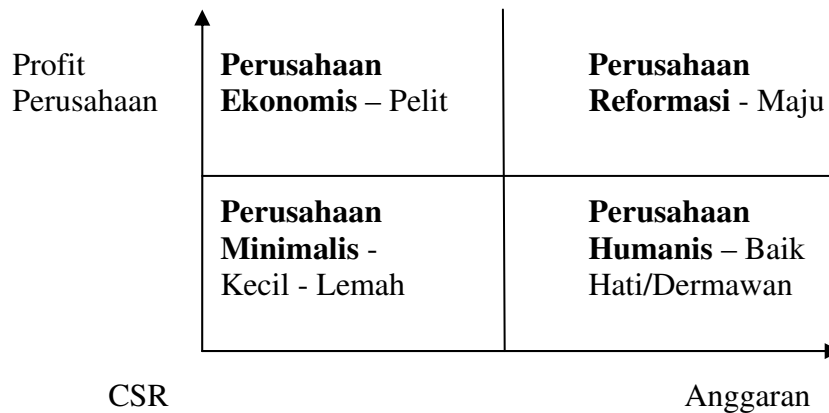 Profit
Perusahaan
Perusahaan
Ekonomis – Pelit
Perusahaan
Reformasi - Maju
Perusahaan
Minimalis -
Kecil - Lemah
Perusahaan
Humanis – Baik
Hati/Dermawan
CSR
Anggaran